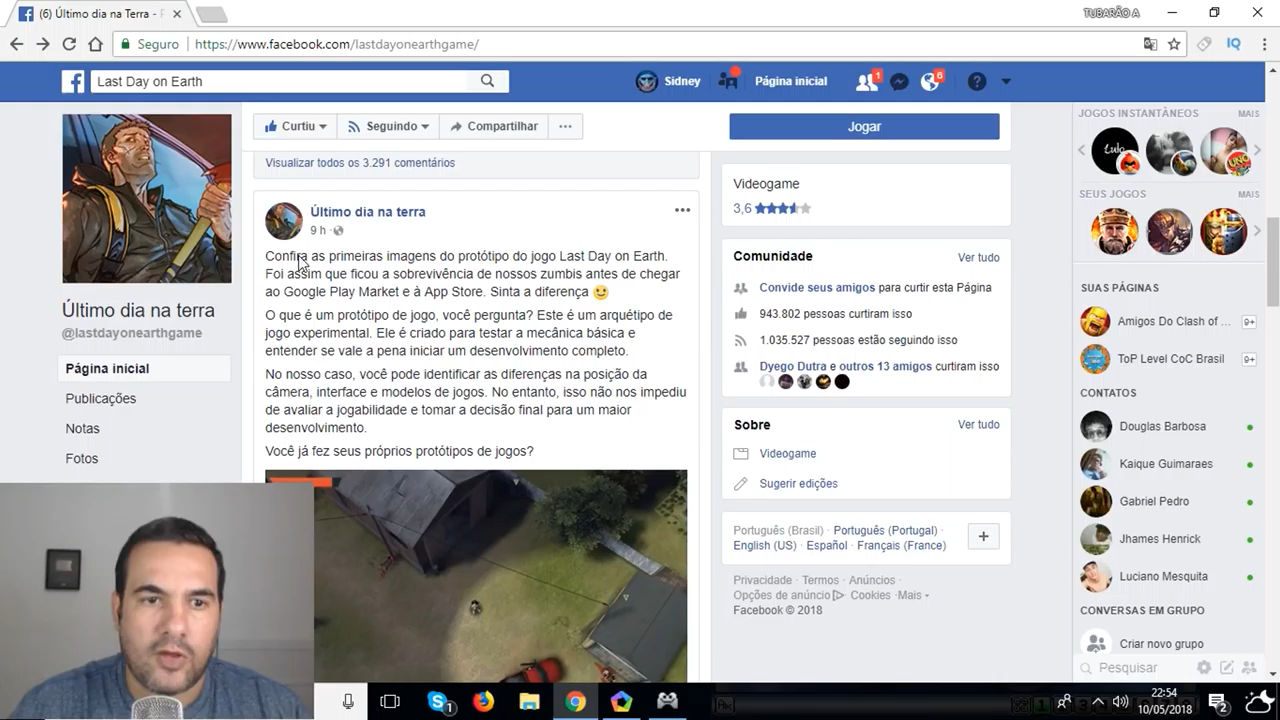 (6) Último dia na Terra - F
TUBARÃO A
Seguro
https://www.facebook.com/lastdayonearthgame/
Last Day on Earth
Sidney
Página inicial
1
6
Curtiu
Seguindo
Compartilhar
Jogar
Visualizar todos os 3.291 comentários
Último dia na terra
@lastdayonearthgame
Página inicial
Publicações
Notas
Fotos
Último dia na terra
9 h
Confira as primeiras imagens do protótipo do jogo Last Day on Earth.
Foi assim que ficou a sobrevivência de nossos zumbis antes de chegar
ao Google Play Market e à App Store. Sinta a diferença
O que é um protótipo de jogo, você pergunta? Este é um arquétipo de
jogo experimental. Ele é criado para testar a mecânica básica e
entender se vale a pena iniciar um desenvolvimento completo.
No nosso caso, você pode identificar as diferenças na posição da
câmera, interface e modelos de jogos. No entanto, isso não nos impediu
de avaliar a jogabilidade e tomar a decisão final para um maior
desenvolvimento.
Você já fez seus próprios protótipos de jogos?
Videogame
3,6
Comunidade
Ver tudo
Convide seus amigos para curtir esta Página
943.802 pessoas curtiram isso
1.035.527 pessoas estão seguindo isso
Dyego Dutra e outros 13 amigos curtiram isso
Sobre
Ver tudo
Videogame
Sugerir edições
Português (Brasil) · Português (Portugal) ·
English (US) · Español · Français (France)
Privacidade · Termos · Anúncios ·
Opções de anúncio · Cookies · Mais
Facebook © 2018
JOGOS INSTANTÂNEOS
MAIS
Lulo
UNO
SEUS JOGOS
MAIS
SUAS PÁGINAS
Amigos Do Clash of ...
9+
ToP Level CoC Brasil
9+
CONTATOS
Douglas Barbosa
Kaique Guimaraes
Gabriel Pedro
Jhames Henrick
Luciano Mesquita
CONVERSAS EM GRUPO
Criar novo grupo
Pesquisar
IQ
1
22:54
10/05/2018
2